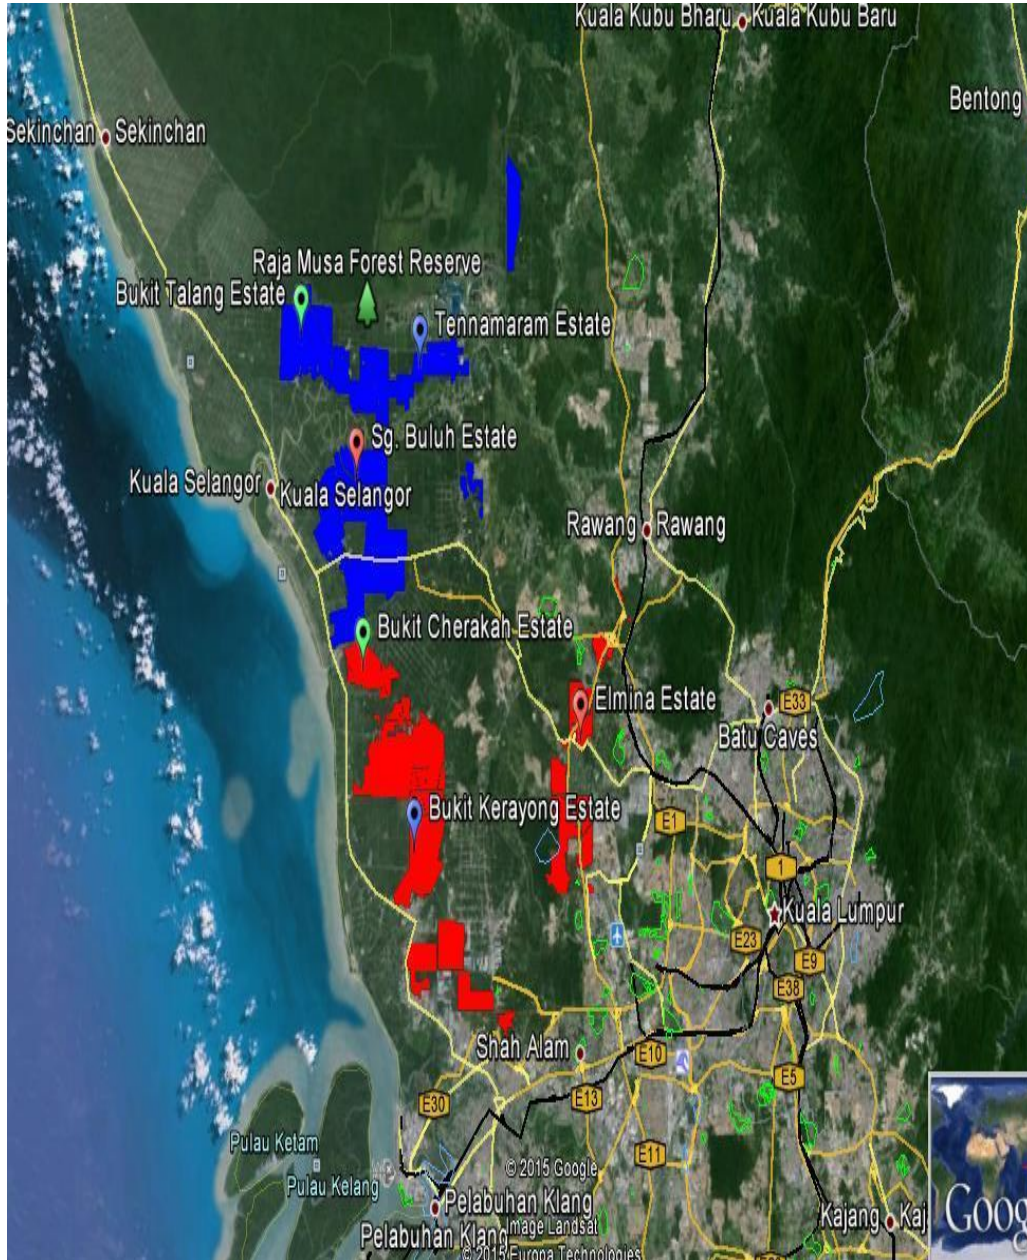 Kuala Kubu Bharu
Kuala Kubu Baru
Bentong
Sekinchan
Sekinchan
Raja Musa Forest Reserve
Bukit Talang Estate
Tennamaram Estate
Sg. Buluh Estate
Kuala Selangor
Kuala Selangor
Rawang
Rawang
Bukit Cherakah Estate
Elmina Estate
E33
Batu Caves
Bukit Kerayong Estate
E1
1
Kuala Lumpur
E23
E9
E38
Shah Alam
E10
E5
E30
E13
Pulau Ketam
E11
© 2015 Google
Pulau Kelang
Pelabuhan Klang
Pelabuhan Klang
Image Landsat
Kajang
Kaj
Goog
© 2015 Europa Technologies